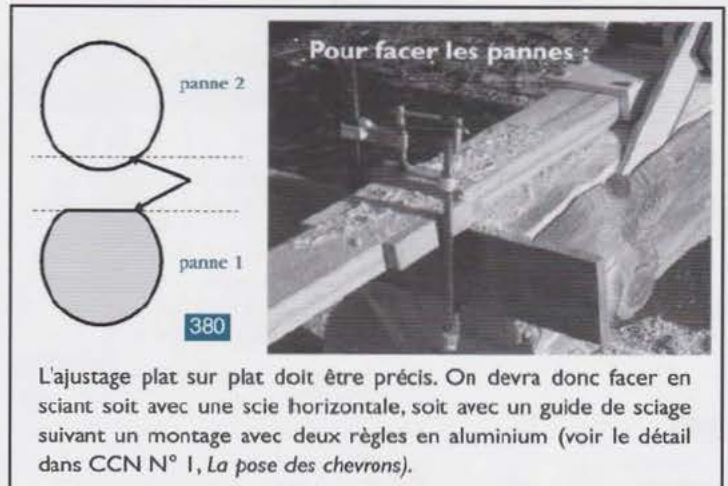 Pour facer les pannes :
panne 2
panne 1
380
L'ajustage plat sur plat doit être précis. On devra donc facer en
sciant soit avec une scie horizontale, soit avec un guide de sciage
suivant un montage avec deux règles en aluminium (voir le détail
dans CCN N° 1, La pose des chevrons).